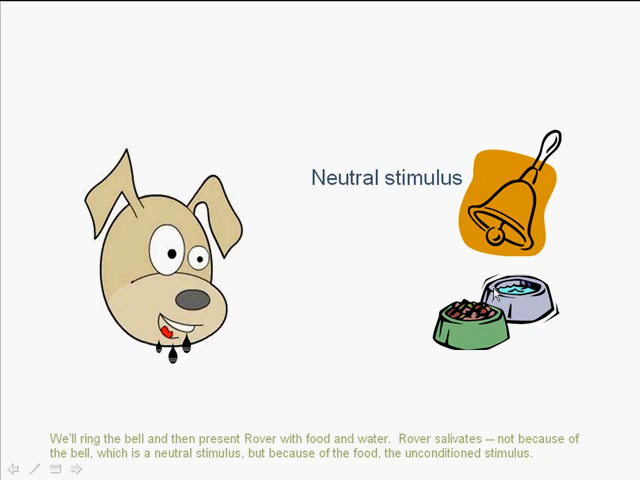 Neutral stimulus
We'll ring the bell and then present Rover with food and water.  Rover salivates -- not because of
the bell, which is a neutral stimulus, but because of the food, the unconditioned stimulus.